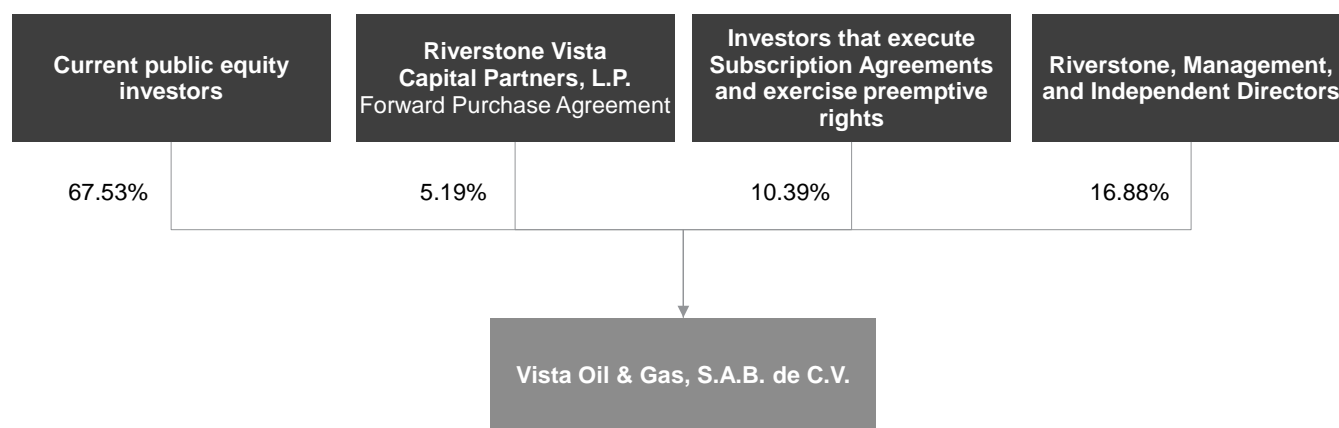 Current public equity
investors
Riverstone Vista
Capital Partners, L.P.
Forward Purchase Agreement
Investors that execute
Subscription Agreements
and exercise preemptive
rights
Riverstone, Management,
and Independent Directors
67.53%
5.19%
10.39%
16.88%
Vista Oil & Gas, S.A.B. de C.V.